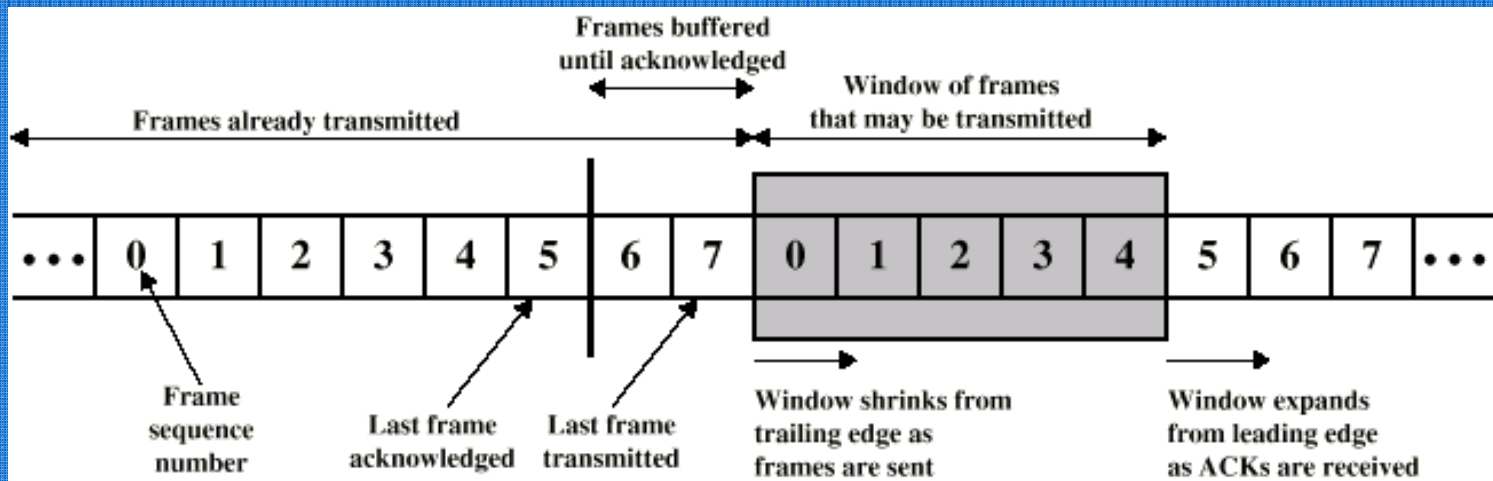 Frames buffered
until acknowledged
Window of frames
that may be transmitted
Frames already transmitted
••• 0 1 2 3 4 5 6 7 0 1 2 3 4 5 6 7 •••
Frame
sequence
number
Last frame
acknowledged
Last frame
transmitted
Window shrinks from
trailing edge as
frames are sent
Window expands
from leading edge
as ACKs are received